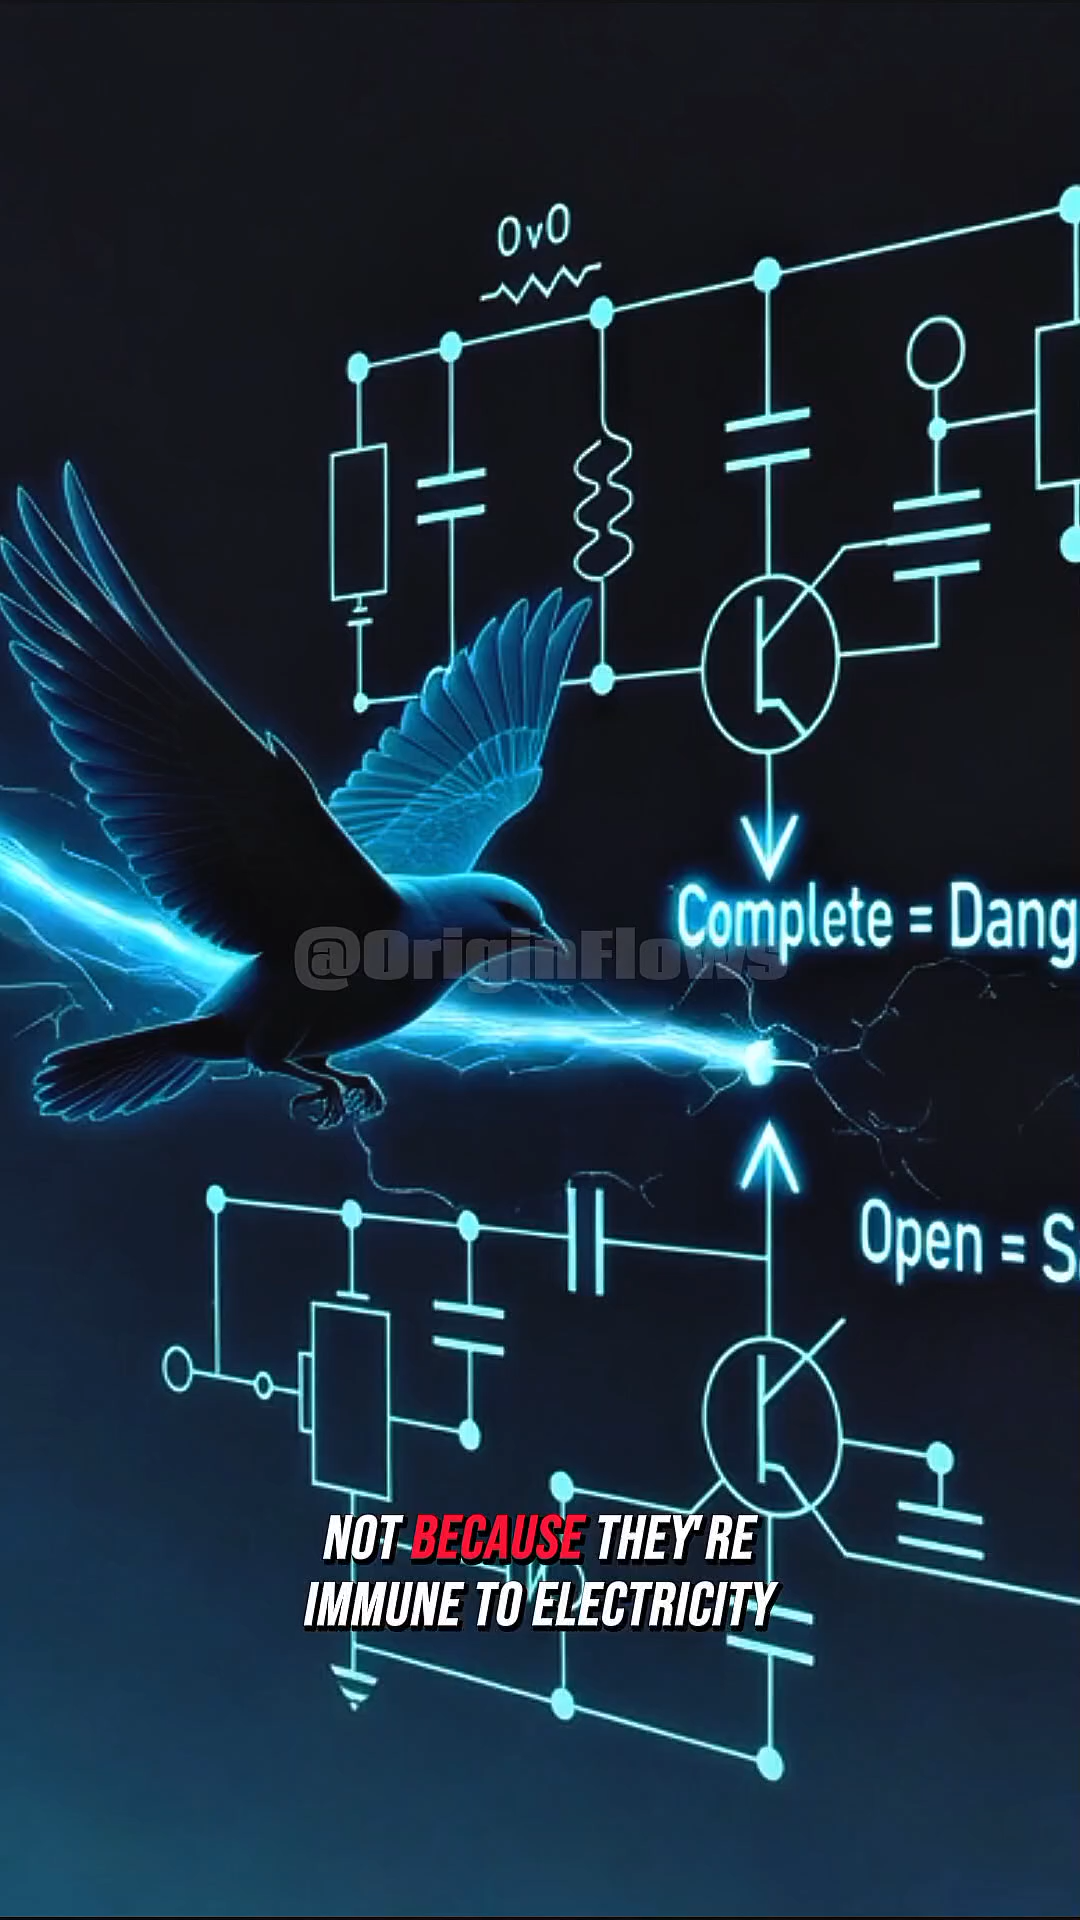 OvO
Complete = Dang
@OriginFlows
Open = S
NOT BECAUSE THEY'RE
IMMUNE TO ELECTRICITY